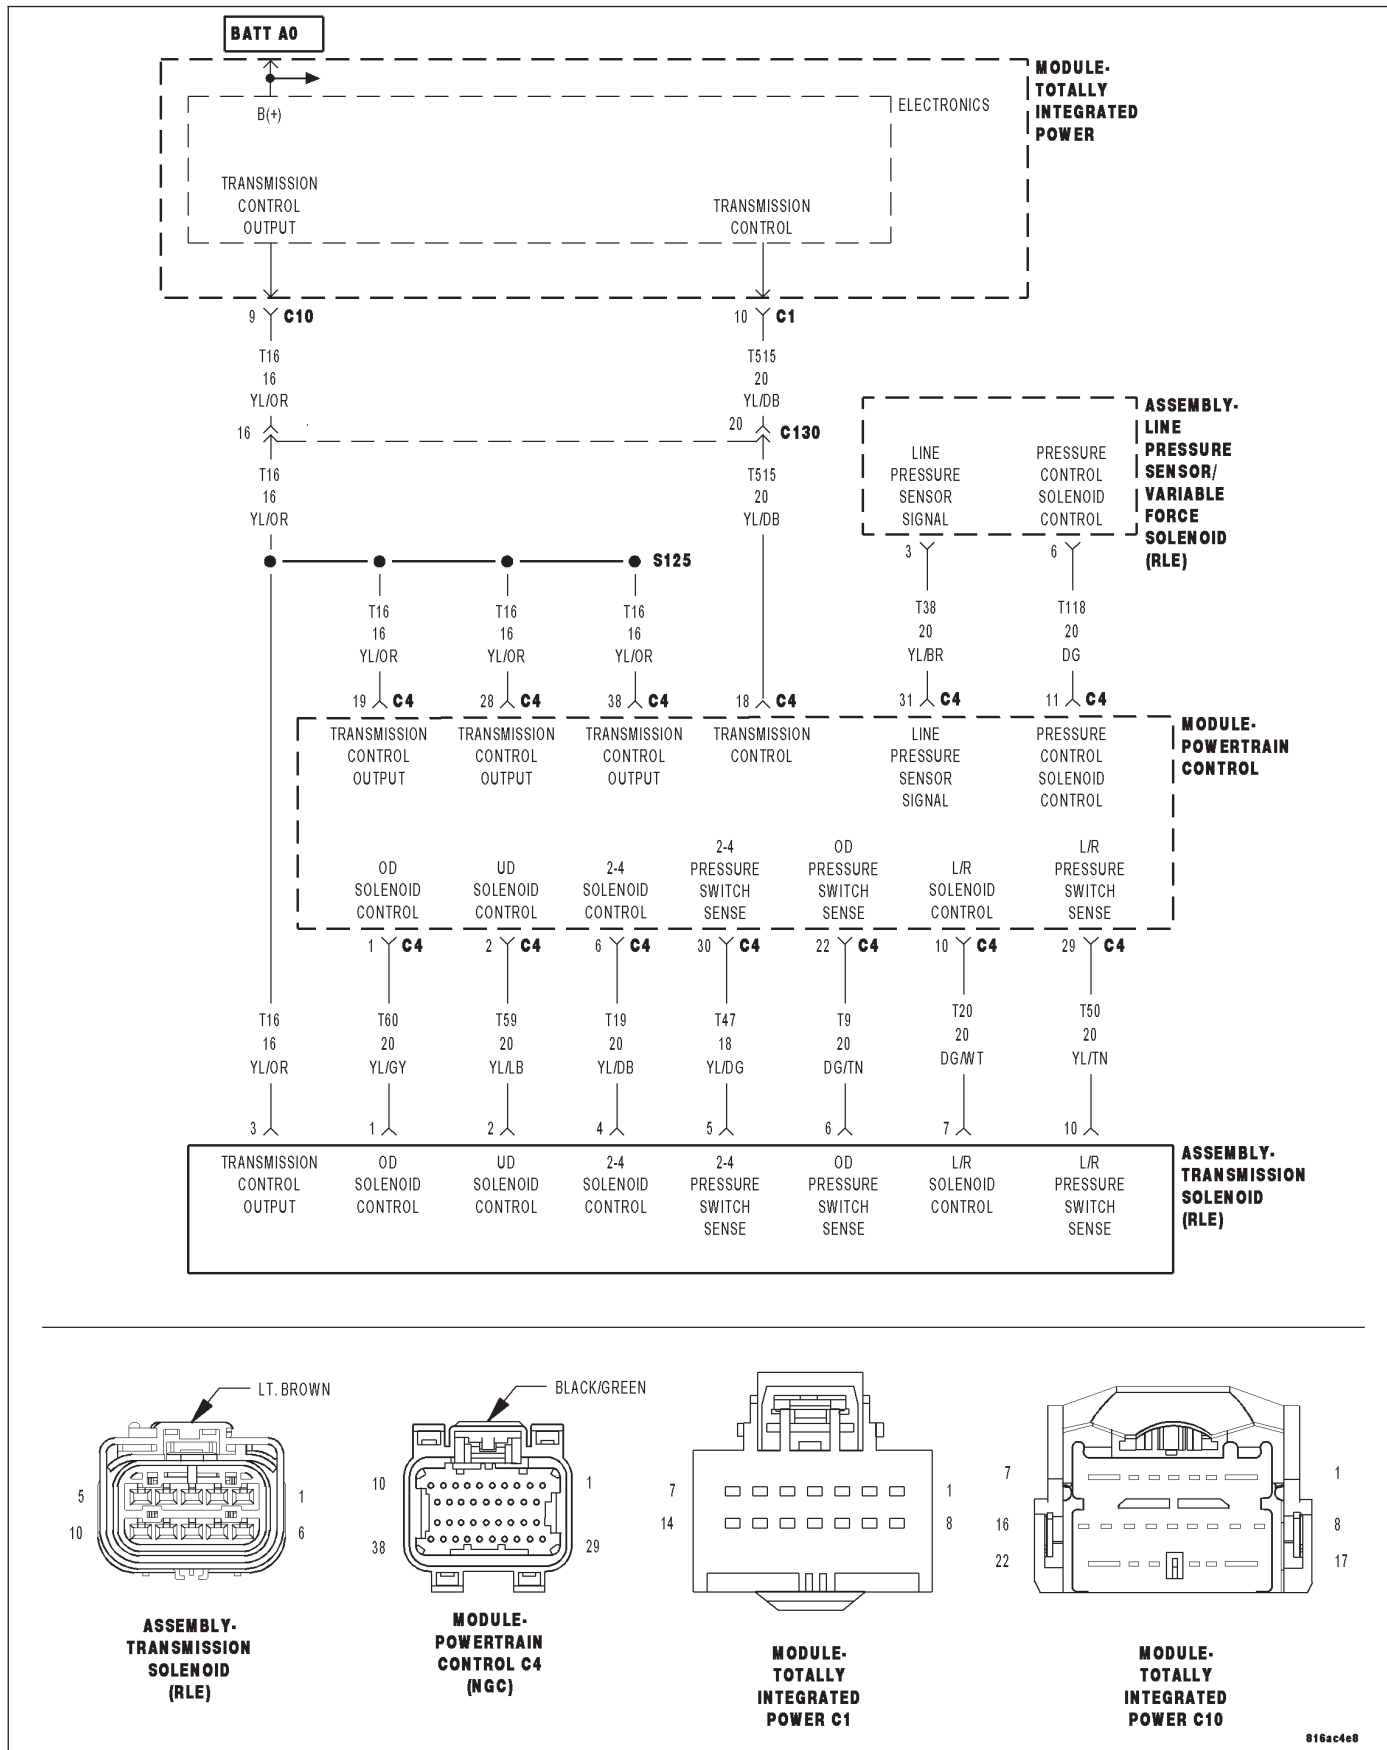 BATT A0
MODULE-
TOTALLY
INTEGRATED
POWER
ELECTRONICS
B(+)
TRANSMISSION
CONTROL
OUTPUT
TRANSMISSION
CONTROL
9 C10
10 C1
T16
16
YL/OR
T515
20
YL/DB
16
20 C130
T16
16
YL/OR
T515
20
YL/DB
ASSEMBLY-
LINE
PRESSURE
SENSOR/
VARIABLE
FORCE
SOLENOID
(RLE)
LINE
PRESSURE
SENSOR
SIGNAL
PRESSURE
CONTROL
SOLENOID
CONTROL
3
6
S125
T16
16
YL/OR
T16
16
YL/OR
T16
16
YL/OR
T38
20
YL/BR
T118
20
DG
19 C4
28 C4
38 C4
18 C4
31 C4
11 C4
MODULE-
POWERTRAIN
CONTROL
TRANSMISSION
CONTROL
OUTPUT
TRANSMISSION
CONTROL
OUTPUT
TRANSMISSION
CONTROL
OUTPUT
TRANSMISSION
CONTROL
LINE
PRESSURE
SENSOR
SIGNAL
PRESSURE
CONTROL
SOLENOID
CONTROL
OD
SOLENOID
CONTROL
UD
SOLENOID
CONTROL
2-4
SOLENOID
CONTROL
2-4
PRESSURE
SWITCH
SENSE
OD
PRESSURE
SWITCH
SENSE
L/R
SOLENOID
CONTROL
L/R
PRESSURE
SWITCH
SENSE
1 C4
2 C4
6 C4
30 C4
22 C4
10 C4
29 C4
T16
16
YL/OR
T60
20
YL/GY
T59
20
YL/LB
T19
20
YL/DB
T47
18
YL/DG
T9
20
DG/TN
T20
20
DG/WT
T50
20
YL/TN
3
1
2
4
5
6
7
10
ASSEMBLY-
TRANSMISSION
SOLENOID
(RLE)
TRANSMISSION
CONTROL
OUTPUT
OD
SOLENOID
CONTROL
UD
SOLENOID
CONTROL
2-4
SOLENOID
CONTROL
2-4
PRESSURE
SWITCH
SENSE
OD
PRESSURE
SWITCH
SENSE
L/R
SOLENOID
CONTROL
L/R
PRESSURE
SWITCH
SENSE
LT. BROWN
5
1
10
6
ASSEMBLY-
TRANSMISSION
SOLENOID
(RLE)
BLACK/GREEN
10
1
38
29
MODULE-
POWERTRAIN
CONTROL C4
(NGC)
7
1
14
8
MODULE-
TOTALLY
INTEGRATED
POWER C1
7
1
16
8
22
17
MODULE-
TOTALLY
INTEGRATED
POWER C10
816ac4e8